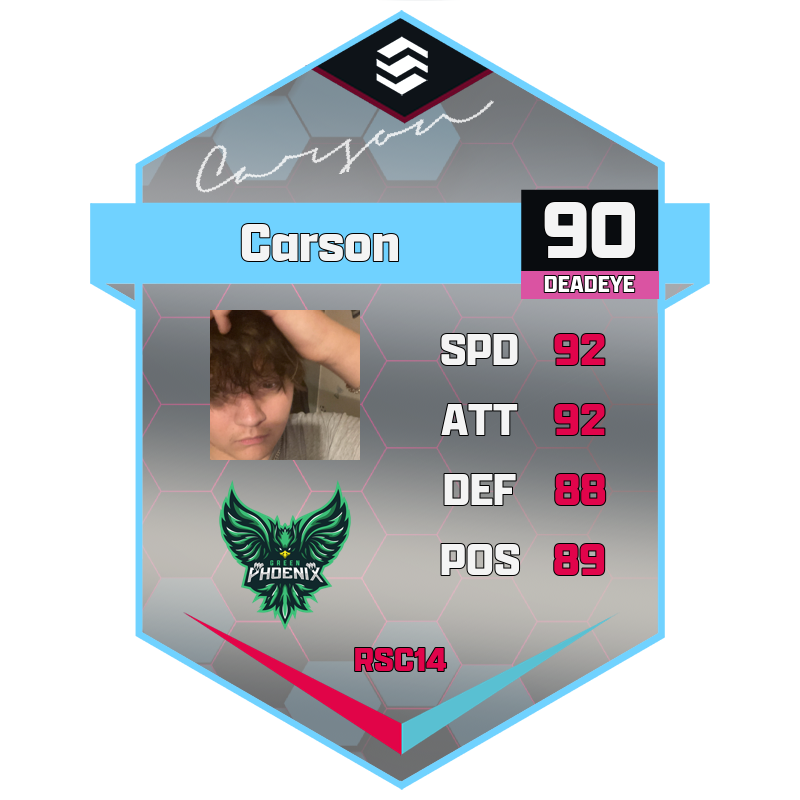 Carson
Carson
90
DEADEYE
SPD 92
ATT 92
DEF 88
POS 89
GREEN
PHOENIX
RSC14